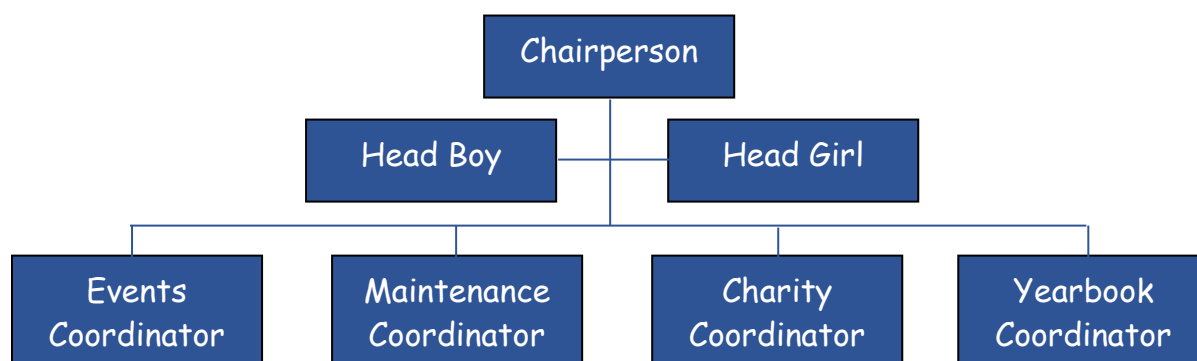 Chairperson
Head Boy
Head Girl
Events
Coordinator
Maintenance
Coordinator
Charity
Coordinator
Yearbook
Coordinator